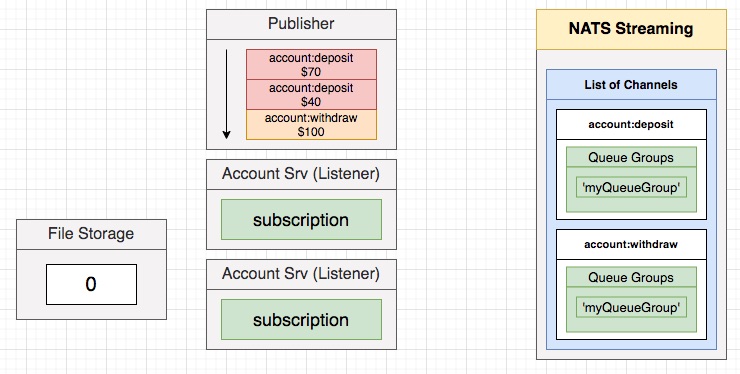 Publisher
account:deposit
$70
account:deposit
$40
account:withdraw
$100
Account Srv (Listener)
subscription
Account Srv (Listener)
subscription
File Storage
0
NATS Streaming
List of Channels
account:deposit
Queue Groups
'myQueueGroup'
account:withdraw
Queue Groups
'myQueueGroup'